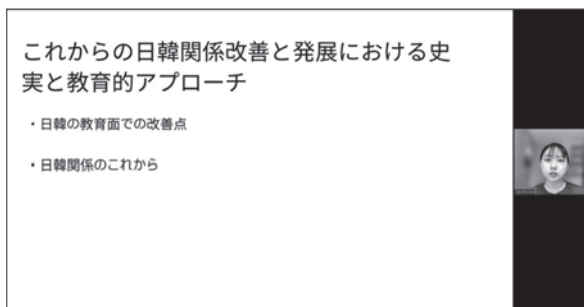 これからの日韓関係改善と発展における史
実と教育的アプローチ
・日韓の教育面での改善点
・日韓関係のこれから